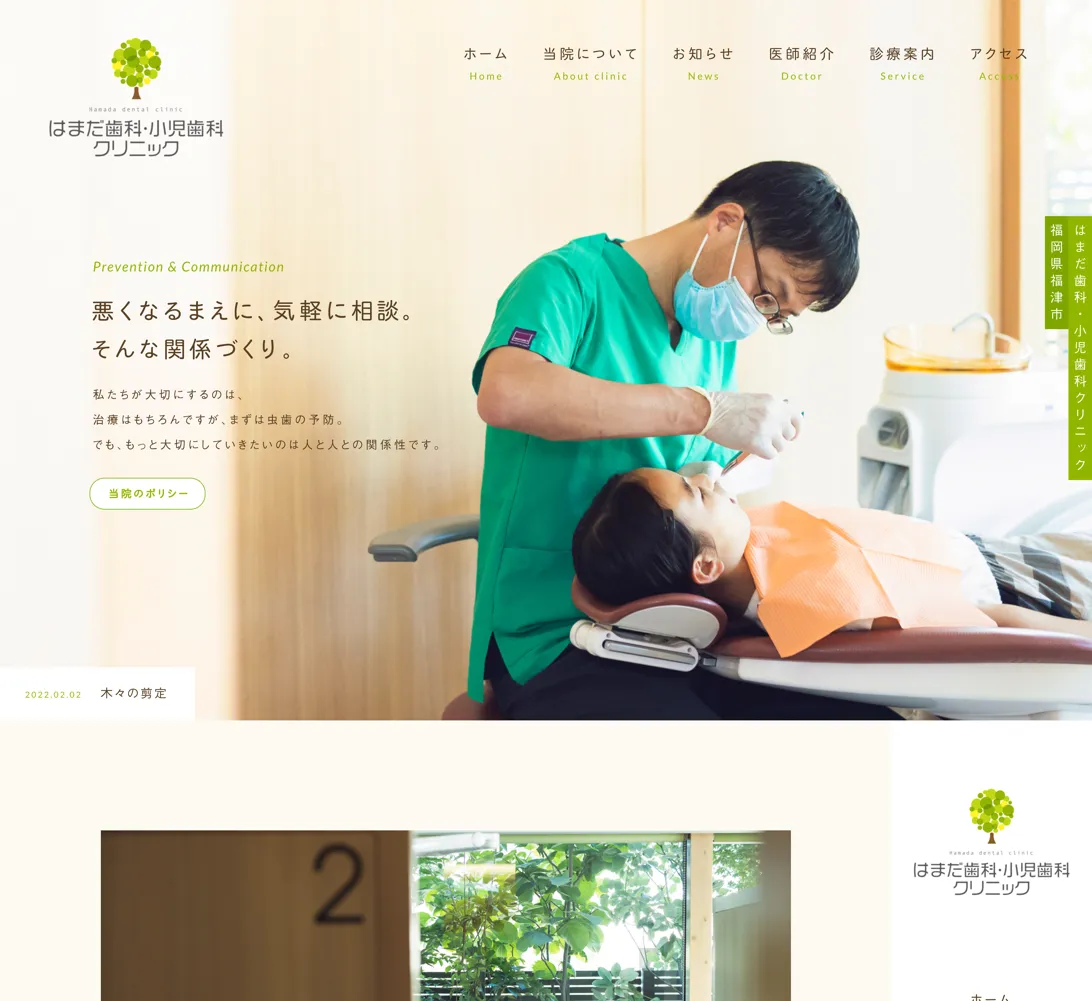 Hamada dental clinic
はまだ歯科・小児歯科
クリニック
ホーム
Home
当院について
About clinic
お知らせ
News
医師紹介
Doctor
診療案内
Service
アクセス
Access
福岡県福津市
はまだ歯科・小児歯科クリニック
Prevention & Communication
悪くなるまえに、気軽に相談。
そんな関係づくり。
私たちが大切にするのは、
治療はもちろんですが、まずは虫歯の予防。
でも、もっと大切にしていきたいのは人と人との関係性です。
当院のポリシー
2022.02.02 木々の剪定
2
Hamada dental clinic
はまだ歯科・小児歯科
クリニック
ホーム